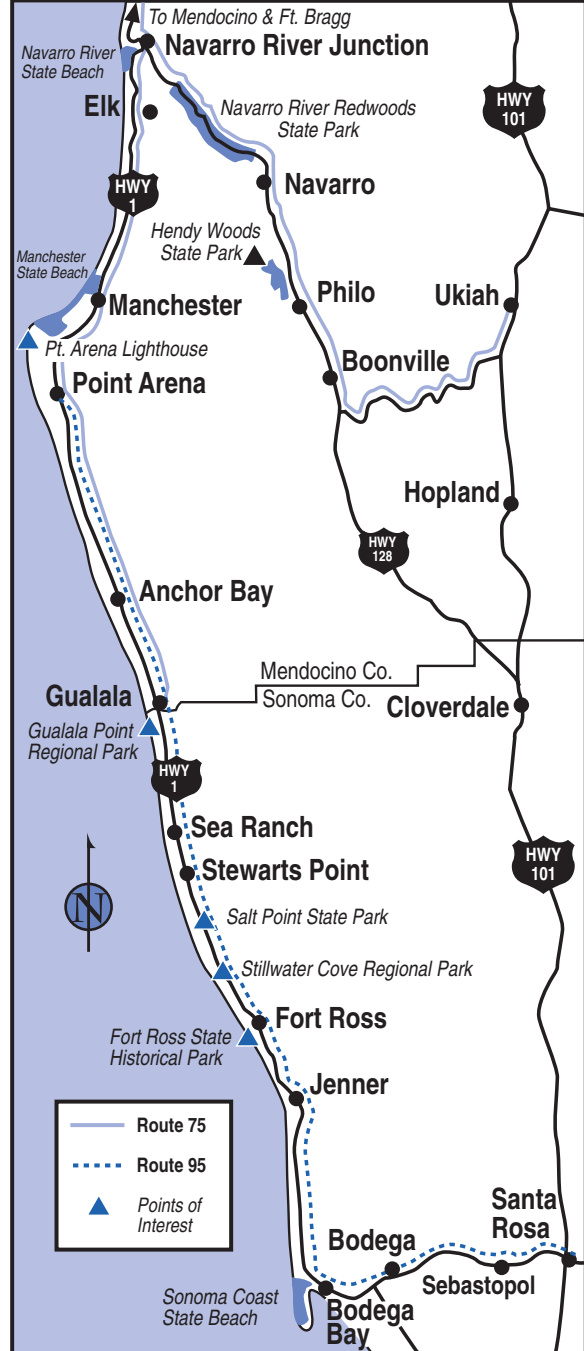 To Mendocino & Ft. Bragg
Navarro River Junction
Navarro River
State Beach
Elk
Navarro River Redwoods
State Park
HWY
101
HWY
1
Navarro
Hendy Woods
State Park
Manchester
State Beach
Manchester
Philo
Ukiah
Pt. Arena Lighthouse
Boonville
Point Arena
Hopland
HWY
128
Anchor Bay
Mendocino Co.
Sonoma Co.
Gualala
Cloverdale
Gualala Point
Regional Park
HWY
1
Sea Ranch
HWY
101
Stewarts Point
N
Salt Point State Park
Stillwater Cove Regional Park
Fort Ross
Fort Ross State
Historical Park
Jenner
Route 75
Route 95
Points of
Interest
Santa
Rosa
Bodega
Sebastopol
Sonoma Coast
State Beach
Bodega
Bay